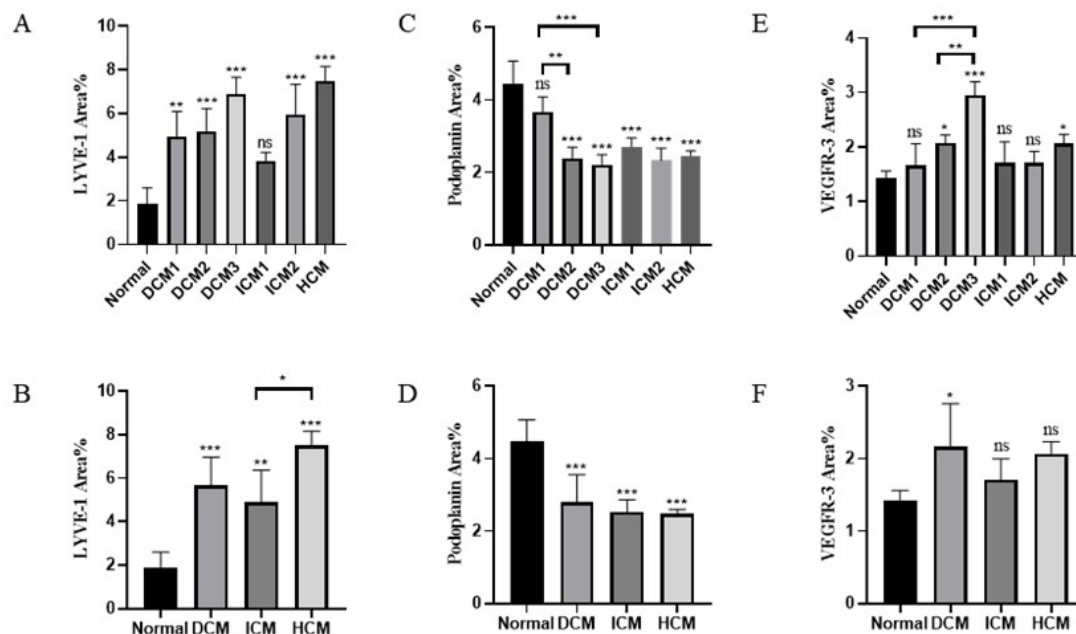 A
LYVE-1 Area%
10
8
6
4
2
0
**
***
***
ns
***
***
Normal
DCM1
DCM2
DCM3
ICM1
ICM2
HCM
C
Podoplanin Area%
6
4
2
0
***
**
ns
***
***
***
***
***
Normal
DCM1
DCM2
DCM3
ICM1
ICM2
HCM
E
VEGFR-3 Area%
4
3
2
1
0
***
**
***
ns
*
ns
ns
*
Normal
DCM1
DCM2
DCM3
ICM1
ICM2
HCM
B
LYVE-1 Area%
10
8
6
4
2
0
*
***
**
***
Normal DCM ICM HCM
D
Podoplanin Area%
6
4
2
0
***
***
***
Normal DCM ICM HCM
F
VEGFR-3 Area%
3
2
1
0
*
ns
ns
Normal DCM ICM HCM